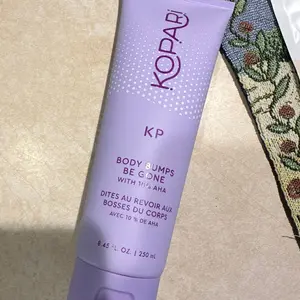 KOPARI
KP
BODY BUMPS
BE GONE
WITH 10% AHA
DITES AU REVOIR AUX
BOSSES DU CORPS
AVEC 10 % DE AHA
8.45 FL. OZ. | 250 mL